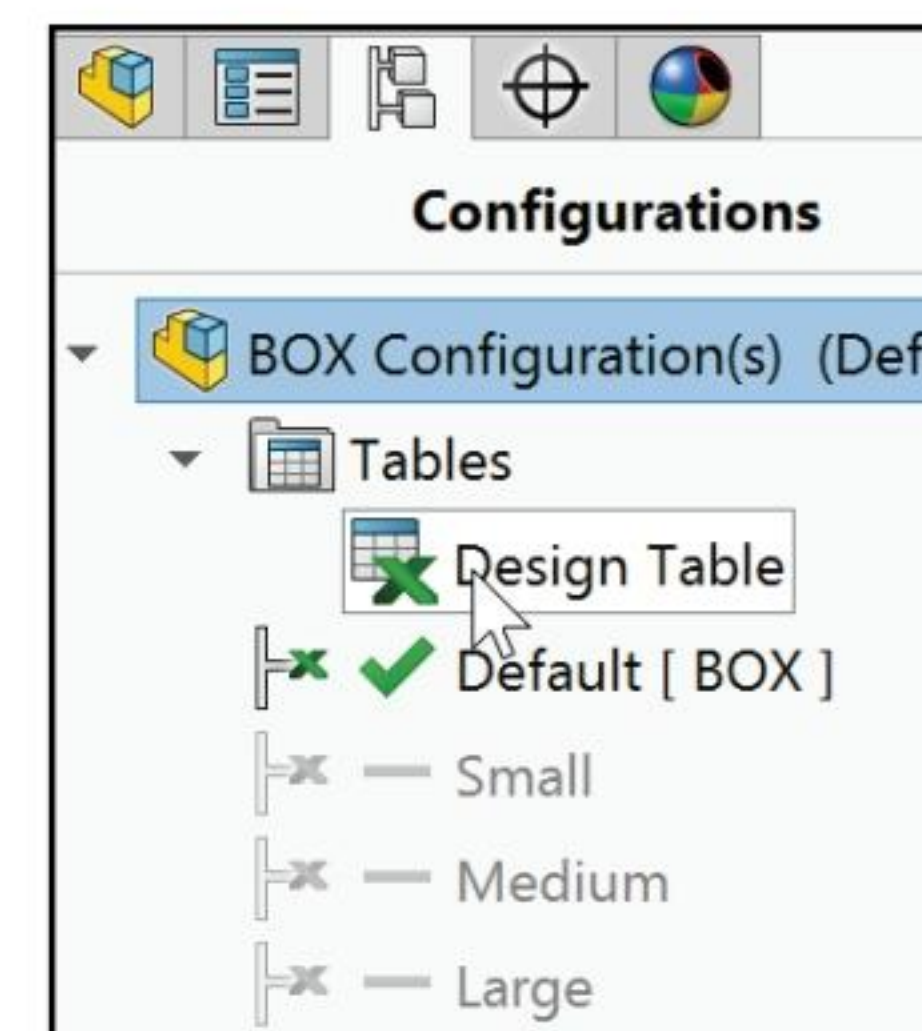 Configurations
BOX Configuration(s) (Def
Tables
Design Table
Default [ BOX ]
Small
Medium
Large